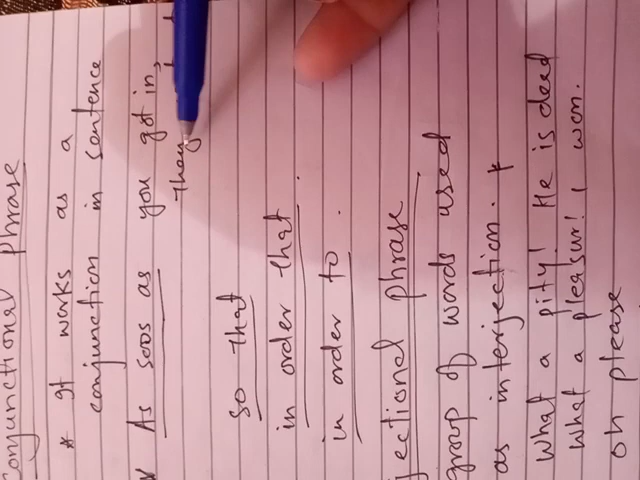 Conjunctional Phrase
* It works as a
conjunction in sentence
As soon as you got in,
they
so that
in order that.
in order to.
jectional phrase
group of words used
as interjection.
What a pity! He is dead
What a pleasur! I won.
oh please